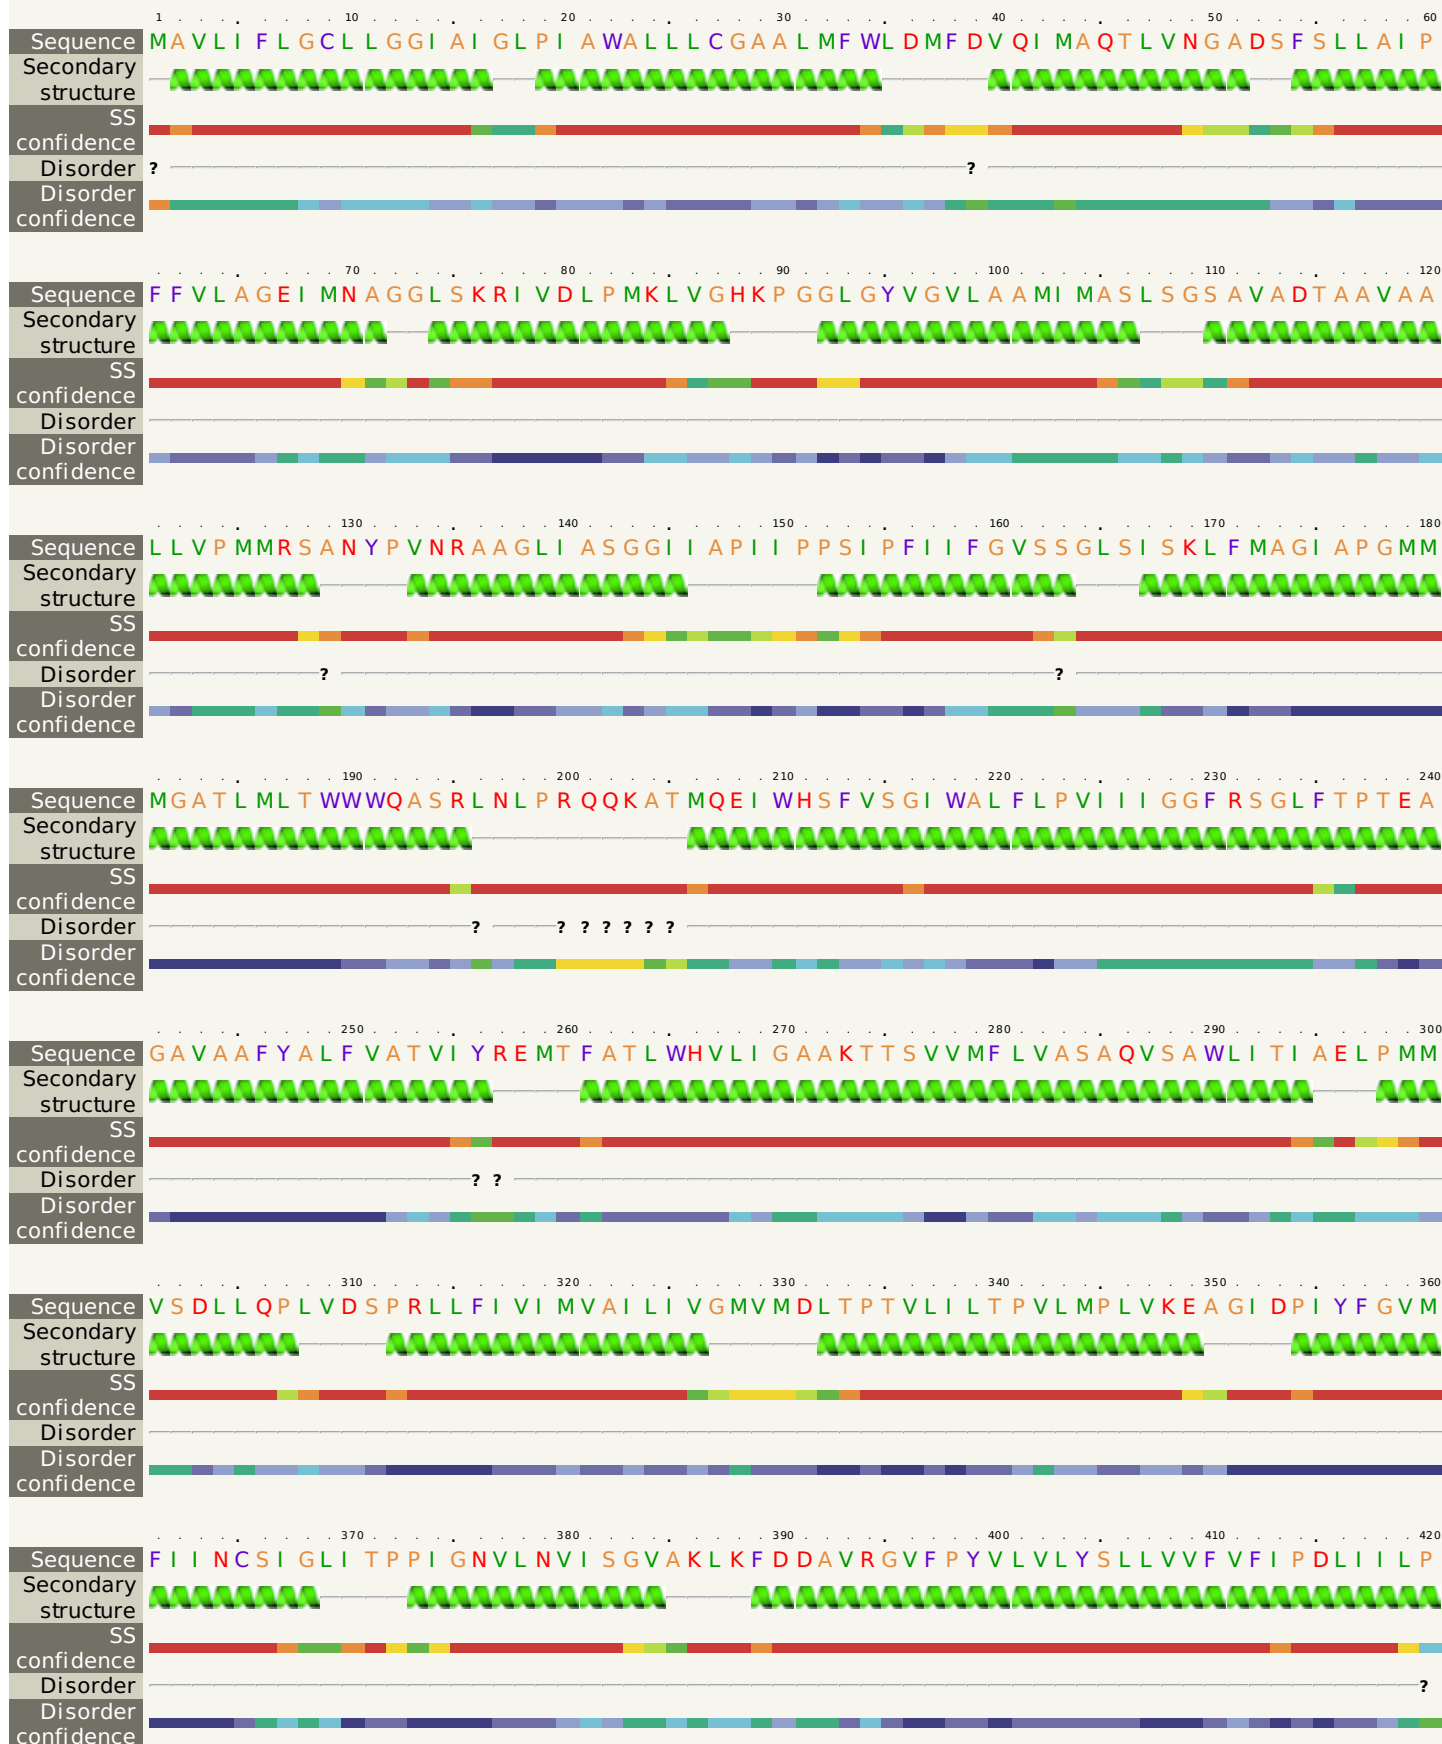 1 10 20 30 40 50 60
Sequence MAVLIFLGCLLGGIAIGLPIAWALLLCGAALMFWLDMFDVQIMAQTLVNGADSFSLLAIP
Secondary
structure
SS
confidence
Disorder ? ?
Disorder
confidence
70 80 90 100 110 120
Sequence FFVLAGEIMNAGGLSKRIVDLPMKLVGHKPGGLGYVGVLAAMIMASLSGSAVADTAAVAA
Secondary
structure
SS
confidence
Disorder
Disorder
confidence
130 140 150 160 170 180
Sequence LLVPMMRSANYPVNRAAGLIASGGIIAPIIPPSIPFIIFGVSSGLSISKLFMAGIAPGMM
Secondary
structure
SS
confidence
Disorder ? ?
Disorder
confidence
190 200 210 220 230 240
Sequence MGATLMLTWWWQASRLNLPRQQKATMQEIWHSFVSGIWALFLPVIIIGGFRSGLFTPTEA
Secondary
structure
SS
confidence
Disorder ? ? ? ? ? ? ?
Disorder
confidence
250 260 270 280 290 300
Sequence GAVAAFYALFVATVIYREMTFATLWHVLIGAAKTTSVVMFLVASAQVSAWLITIAELPMM
Secondary
structure
SS
confidence
Disorder ? ?
Disorder
confidence
310 320 330 340 350 360
Sequence VSDLLQPLVDSPRLLFIVIMVAILIVGMVMDLTPTVLILTPVLMPLVKEAGIDPIYFGVM
Secondary
structure
SS
confidence
Disorder
Disorder
confidence
370 380 390 400 410 420
Sequence FIINCSIGLITPPIGNVLNVISGVAKLKFDDAVRGVFPYVLVLYSLLVVFVFIPDLIILP
Secondary
structure
SS
confidence
Disorder ?
Disorder
confidence